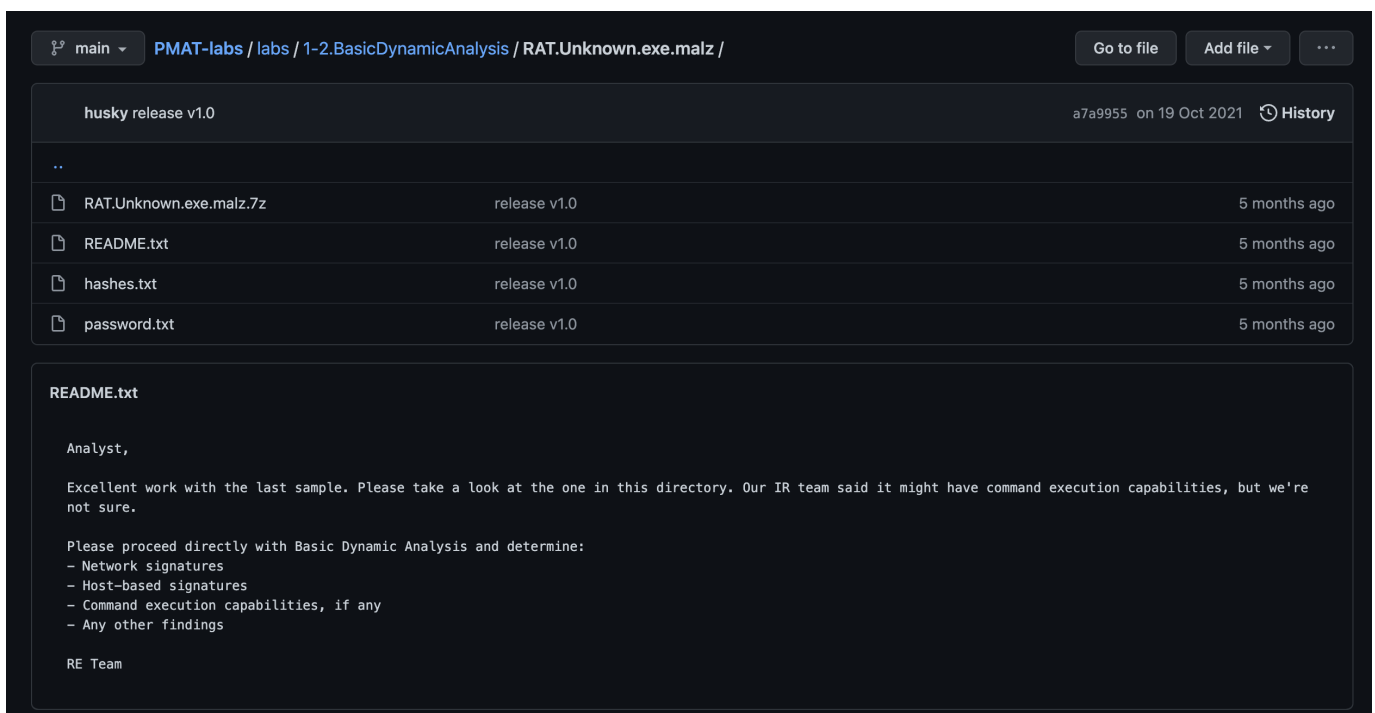 main PMAT-labs / labs / 1-2.BasicDynamicAnalysis / RAT.Unknown.exe.malz / Go to file Add file ...
husky release v1.0 a7a9955 on 19 Oct 2021 History
..
RAT.Unknown.exe.malz.7z release v1.0 5 months ago
README.txt release v1.0 5 months ago
hashes.txt release v1.0 5 months ago
password.txt release v1.0 5 months ago
README.txt
Analyst,
Excellent work with the last sample. Please take a look at the one in this directory. Our IR team said it might have command execution capabilities, but we're
not sure.
Please proceed directly with Basic Dynamic Analysis and determine:
- Network signatures
- Host-based signatures
- Command execution capabilities, if any
- Any other findings
RE Team